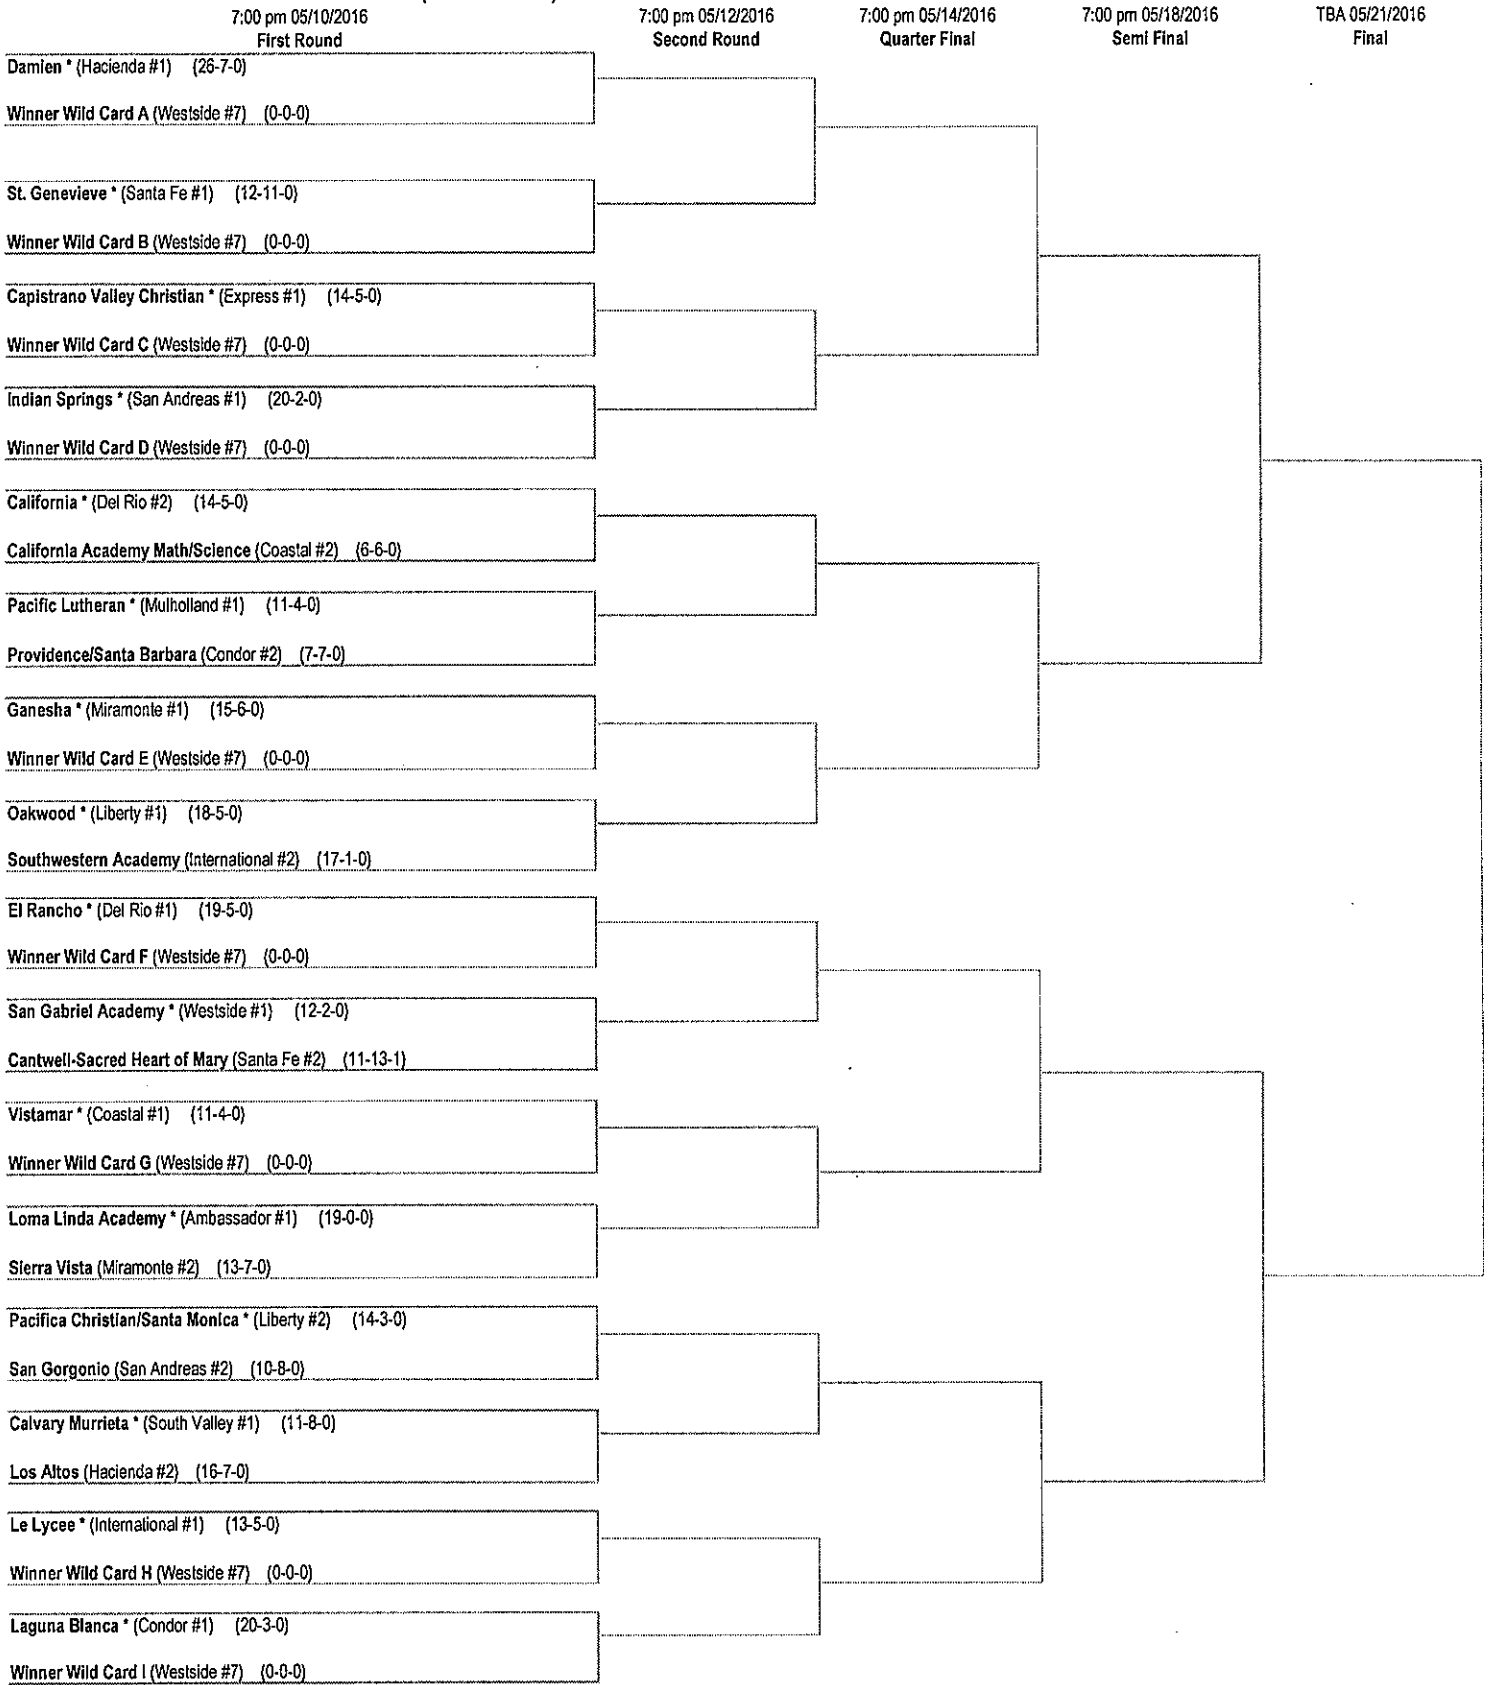 7:00 pm 05/10/2016 7:00 pm 05/12/2016 7:00 pm 05/14/2016 7:00 pm 05/18/2016 TBA 05/21/2016
First Round Second Round Quarter Final Semi Final Final
Damien * (Hacienda #1) (26-7-0)
Winner Wild Card A (Westside #7) (0-0-0)
St. Genevieve * (Santa Fe #1) (12-11-0)
Winner Wild Card B (Westside #7) (0-0-0)
Capistrano Valley Christian * (Express #1) (14-5-0)
Winner Wild Card C (Westside #7) (0-0-0)
Indian Springs * (San Andreas #1) (20-2-0)
Winner Wild Card D (Westside #7) (0-0-0)
California * (Del Rio #2) (14-5-0)
California Academy Math/Science (Coastal #2) (6-6-0)
Pacific Lutheran * (Mulholland #1) (11-4-0)
Providence/Santa Barbara (Condor #2) (7-7-0)
Ganesha * (Miramonte #1) (15-6-0)
Winner Wild Card E (Westside #7) (0-0-0)
Oakwood * (Liberty #1) (18-5-0)
Southwestern Academy (International #2) (17-1-0)
El Rancho * (Del Rio #1) (19-5-0)
Winner Wild Card F (Westside #7) (0-0-0)
San Gabriel Academy * (Westside #1) (12-2-0)
Cantwell-Sacred Heart of Mary (Santa Fe #2) (11-13-1)
Vistamar * (Coastal #1) (11-4-0)
Winner Wild Card G (Westside #7) (0-0-0)
Loma Linda Academy * (Ambassador #1) (19-0-0)
Sierra Vista (Miramonte #2) (13-7-0)
Pacifica Christian/Santa Monica * (Liberty #2) (14-3-0)
San Gorgonio (San Andreas #2) (10-8-0)
Calvary Murrieta * (South Valley #1) (11-8-0)
Los Altos (Hacienda #2) (16-7-0)
Le Lycee * (International #1) (13-5-0)
Winner Wild Card H (Westside #7) (0-0-0)
Laguna Blanca * (Condor #1) (20-3-0)
Winner Wild Card I (Westside #7) (0-0-0)